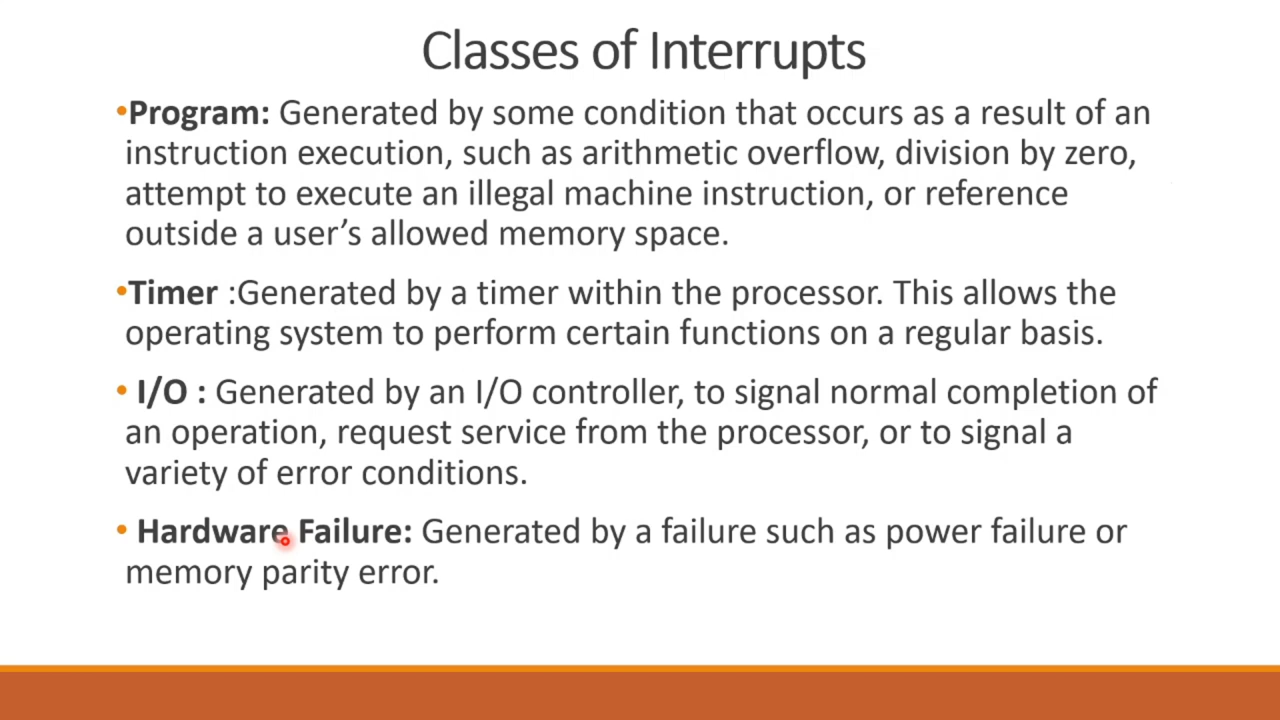 Classes of Interrupts
•Program: Generated by some condition that occurs as a result of an
instruction execution, such as arithmetic overflow, division by zero,
attempt to execute an illegal machine instruction, or reference
outside a user’s allowed memory space.
•Timer :Generated by a timer within the processor. This allows the
operating system to perform certain functions on a regular basis.
• I/O : Generated by an I/O controller, to signal normal completion of
an operation, request service from the processor, or to signal a
variety of error conditions.
• Hardware Failure: Generated by a failure such as power failure or
memory parity error.